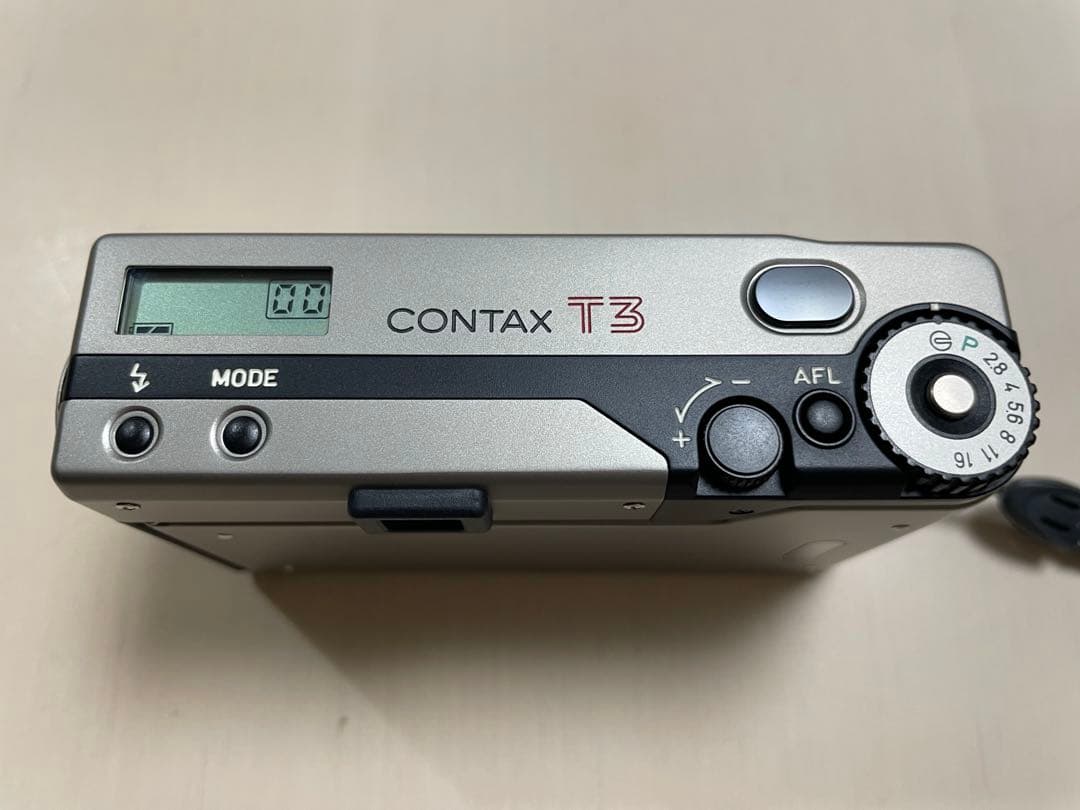 00
CONTAX T3
MODE
+ -
AFL
P 2.8 4 5.6 8 11 16